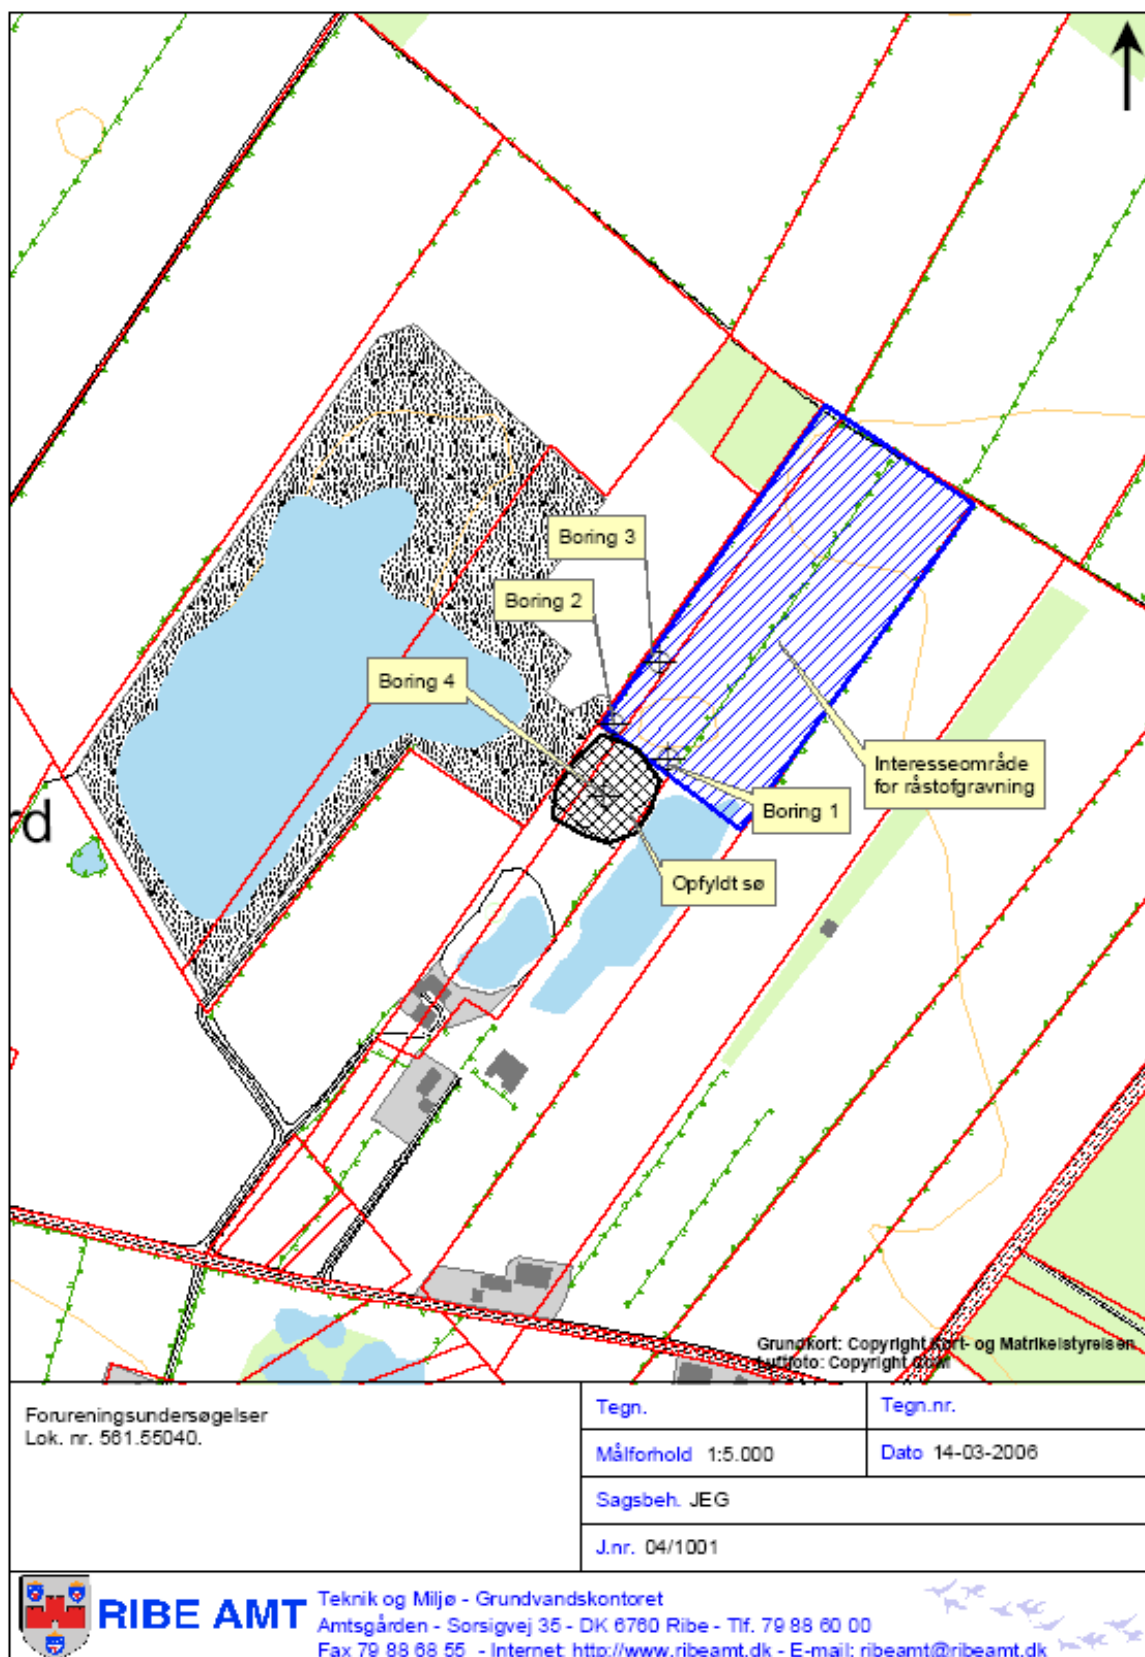 Boring 3
Boring 2
Boring 4
Interesseområde
for råstofgravning
Boring 1
rd
Opfyldt sø
Grundkort: Copyright Kort- og Matrikelstyrelsen
Luftfoto: Copyright
Forureningsundersøgelser
Lok. nr. 561.55040.
Tegn.
Tegn.nr.
Målforhold 1:5.000
Dato 14-03-2006
Sagsbeh. JEG
J.nr. 04/1001
RIBE AMT
Teknik og Miljø - Grundvandskontoret
Amtsgården - Sorsigvej 35 - DK 6760 Ribe - Tlf. 79 88 60 00
Fax 79 88 68 55 - Internet: http://www.ribeamt.dk - E-mail: ribeamt@ribeamt.dk